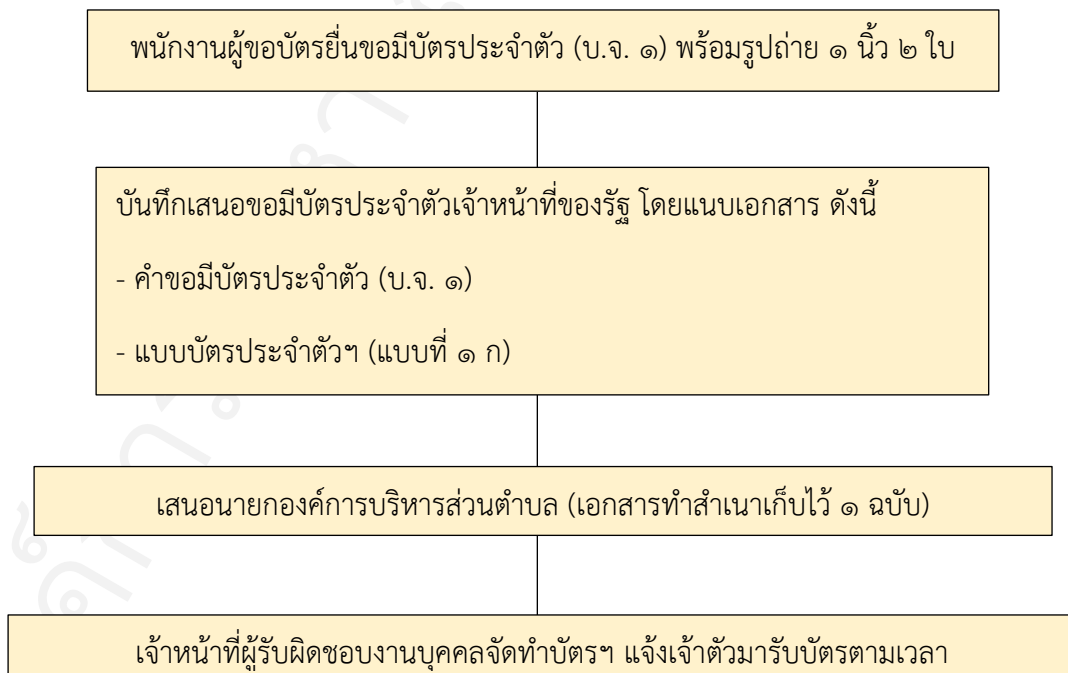 พนักงานผู้ขอบัตรยื่นขอมีบัตรประจำตัว (บ.จ. ๑) พร้อมรูปถ่าย ๑ นิ้ว ๒ ใบ
บันทึกเสนอขอมีบัตรประจำตัวเจ้าหน้าที่ของรัฐ โดยแนบเอกสาร ดังนี้
- คำขอมีบัตรประจำตัว (บ.จ. ๑)
- แบบบัตรประจำตัวฯ (แบบที่ ๑ ก)
เสนอนายกองค์การบริหารส่วนตำบล (เอกสารทำสำเนาเก็บไว้ ๑ ฉบับ)
เจ้าหน้าที่ผู้รับผิดชอบงานบุคคลจัดทำบัตรฯ แจ้งเจ้าตัวมารับบัตรตามเวลา